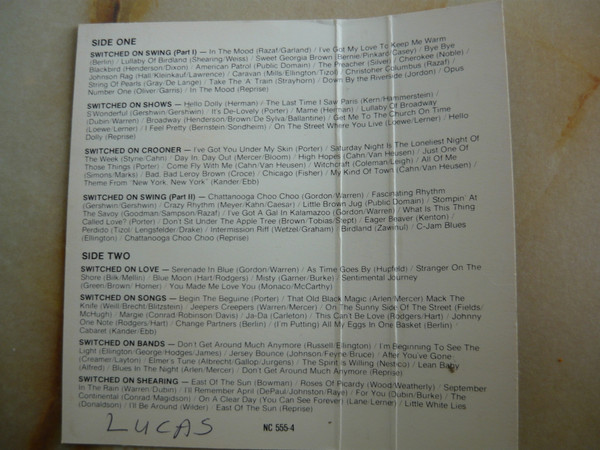 SIDE ONE
SWITCHED ON SWING (Part I) — In The Mood (Razaf/Garland) / I've Got My Love To Keep Me Warm
(Berlin) / Lullaby Of Birdland (Shearing/Weiss) / Sweet Georgia Brown (Bernie/Pinkard/Casey) / Bye Bye
Blackbird (Henderson/Dixon) / American Patrol (Public Domain) / The Preacher (Silver) / Cherokee (Noble) /
Johnson Rag (Hall/Kleinkauf/Lawrence) / Caravan (Mills/Ellington/Tizol) / Christoper Columbus (Razaf) /
String Of Pearls (Gray/De Lange) / Take The 'A' Train (Strayhorn) / Down By the Riverside (Jordon) / Opus
Number One (Oliver/Garris) / In The Mood (Reprise)
SWITCHED ON SHOWS — Hello Dolly (Herman) / The Last Time I Saw Paris (Kern/Hammerstein) /
S'Wonderful (Gershwin/Gershwin) / It's De-Lovely (Porter) / Mame (Herman) / Lullaby Of Broadway
(Dubin/Warren) / Broadway (Henderson/Brown/De Sylva/Ballantine) / Get Me To The Church On Time
(Loewe/Lerner) / I Feel Pretty (Bernstein/Sondheim) / On The Street Where You Live (Loewe/Lerner) / Hello
Dolly (Reprise)
SWITCHED ON CROONER — I've Got You Under My Skin (Porter) / Saturday Night Is The Loneliest Night Of
The Week (Styne/Cahn) / Day In, Day Out (Mercer/Bloom) / High Hopes (Cahn/Van Heusen) / Just One Of
Those Things (Porter) / Come Fly With Me (Cahn/Van Heusen) / Witchcraft (Coleman/Leigh) / All Of Me
(Simons/Marks) / Bad, Bad Leroy Brown (Croce) / Chicago (Fisher) / My Kind Of Town (Cahn/Van Heusen) /
Theme From "New York, New York" (Kander/Ebb)
SWITCHED ON SWING (Part II) — Chattanooga Choo Choo (Gordon/Warren) / Fascinating Rhythm
(Gershwin/Gershwin) / Crazy Rhythm (Meyer/Kahn/Caesar) / Little Brown Jug (Public Domain) / Stompin' At
The Savoy (Goodman/Sampson/Razaf) / I've Got A Gal In Kalamazoo (Gordon/Warren) / What Is This Thing
Called Love? (Porter) / Don't Sit Under The Apple Tree (Brown/Tobias/Stept) / Eager Beaver (Kenton) /
Perdido (Tizol/Lengsfelder/Drake) / Intermission Riff (Wetzel/Graham) / Birdland (Zawinul) / C-Jam Blues
(Ellington) / Chattanooga Choo Choo (Reprise)
SIDE TWO
SWITCHED ON LOVE — Serenade In Blue (Gordon/Warren) / As Time Goes By (Hupfeld) / Stranger On The
Shore (Bilk/Mellin) / Blue Moon (Hart/Rodgers) / Misty (Garner/Burke) / Sentimental Journey
(Green/Brown/Horner) / You Made Me Love You (Monaco/McCarthy)
SWITCHED ON SONGS — Begin The Beguine (Porter) / That Old Black Magic (Arlen/Mercer) Mack The
Knife (Weill/Brecht/Blitzstein) / Jeepers Creepers (Warren/Mercer) / On The Sunny Side Of The Street (Fields/
McHugh) / Margie (Conrad/Robinson/Davis) / Ja-Da (Carleton) / This Can't Be Love (Rodgers/Hart) / Johnny
One Note (Rodgers/Hart) / Change Partners (Berlin) / (I'm Putting) All My Eggs In One Basket (Berlin) /
Cabaret (Kander/Ebb)
SWITCHED ON BANDS — Don't Get Around Much Anymore (Russell/Ellington) / I'm Beginning To See The
Light (Ellington/George/Hodges/James) / Jersey Bounce (Johnson/Feyne/Bruce) / After You've Gone
(Creamer/Layton) / Elmer's Tune (Albrecht/Gallop/Jurgens) / The Spirit is Willing (Nestico) / Lean Baby
(Alfred) / Blues In The Night (Arlen/Mercer) / Don't Get Around Much Anymore (Reprise)
SWITCHED ON SHEARING — East Of The Sun (Bowman) / Roses Of Picardy (Wood/Weatherly) / September
In The Rain (Warren/Dubin) / I'll Remember April (DePaul/Johnston/Raye) / For You (Dubin/Burke) / The
Continental (Conrad/Magidson) / On A Clear Day (You Can See Forever) (Lane/Lerner) / Little White Lies
(Donaldson) / I'll Be Around (Wilder) East Of The Sun (Reprise)
LUCAS NC 555-4